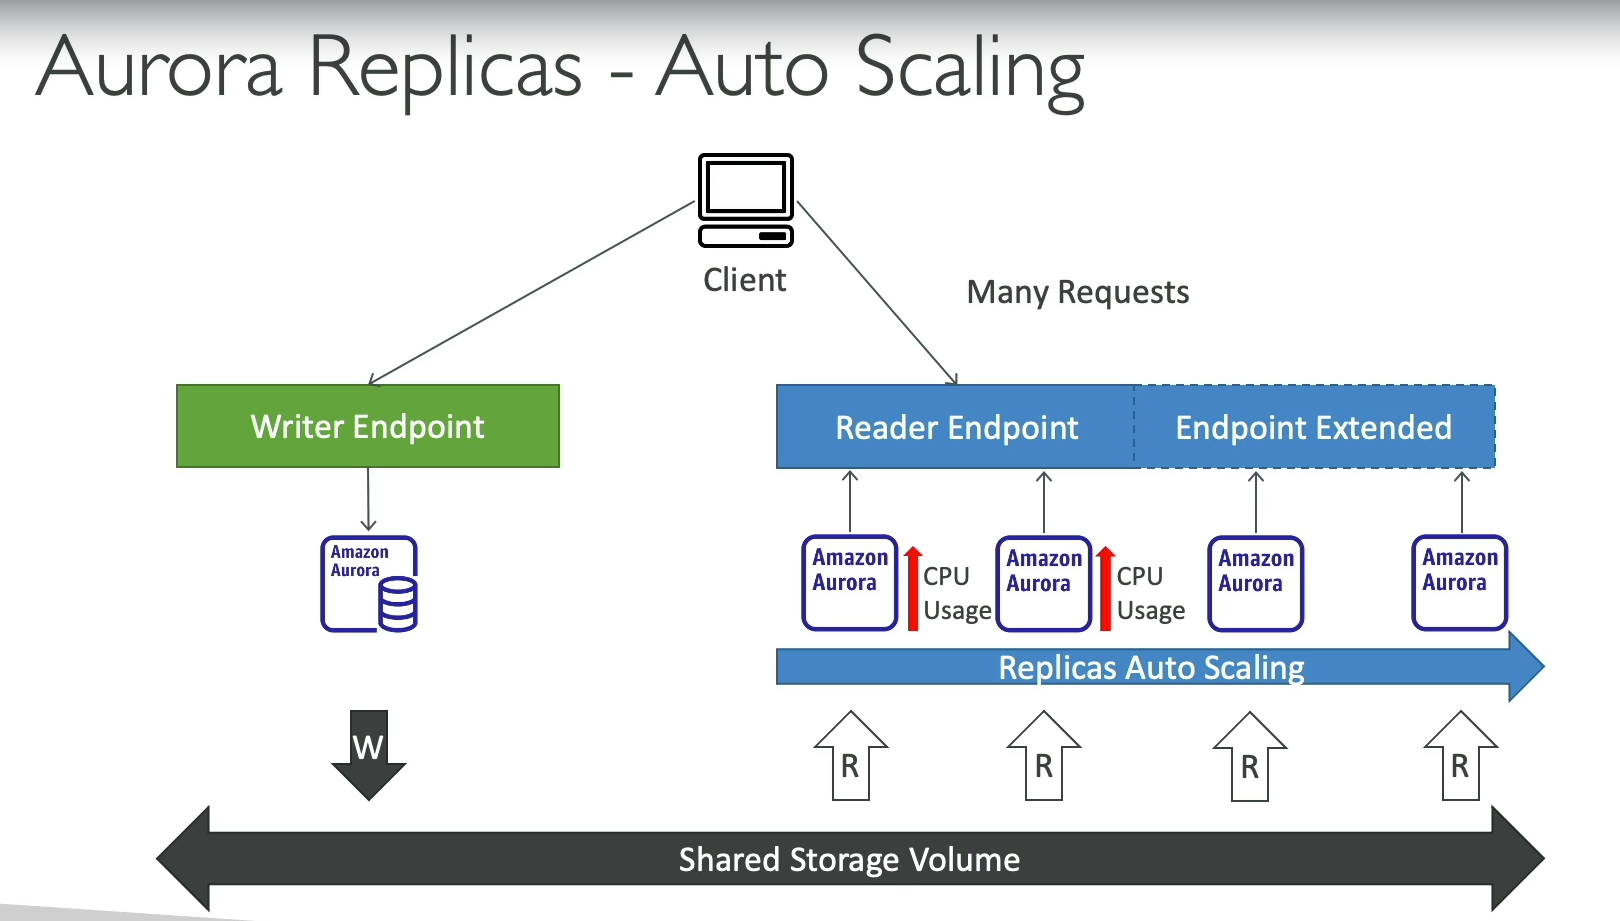 Aurora Replicas - Auto Scaling
Client
Many Requests
Writer Endpoint
Reader Endpoint
Endpoint Extended
Amazon
Aurora
Amazon
Aurora
CPU
Usage
Amazon
Aurora
CPU
Usage
Amazon
Aurora
Amazon
Aurora
Replicas Auto Scaling
W
R
R
R
R
Shared Storage Volume